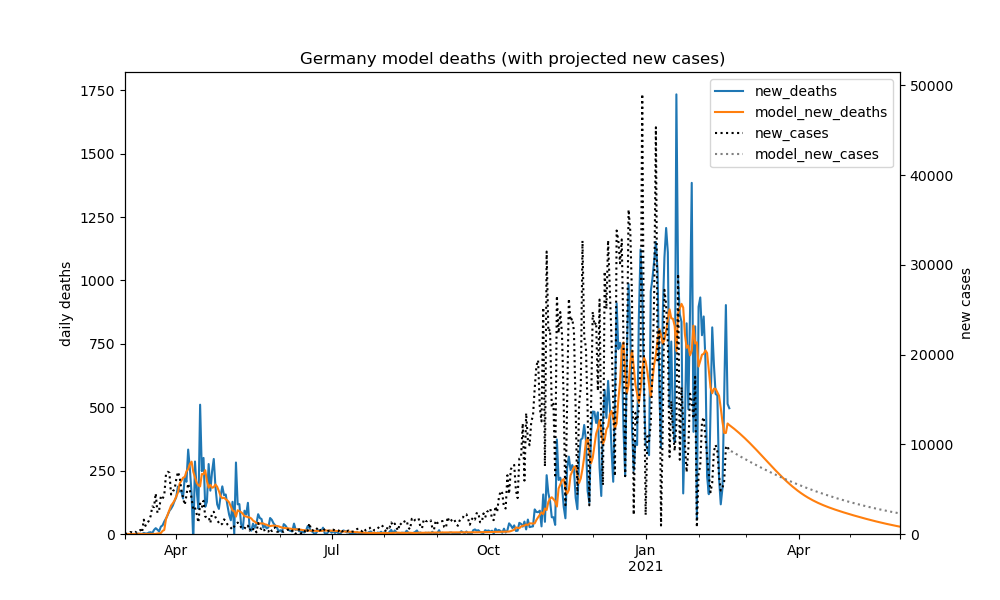 Germany model deaths (with projected new cases)
1750
1500
1250
1000
750
500
250
0
daily deaths
50000
40000
30000
20000
10000
0
new cases
new_deaths
model_new_deaths
new_cases
model_new_cases
Apr
Jul
Oct
Jan
2021
Apr